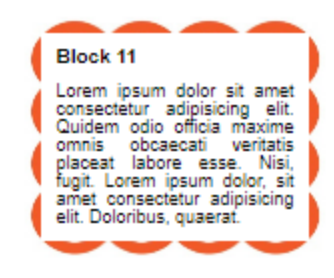 Block 11
Lorem ipsum dolor sit amet
consectetur adipisicing elit.
Quidem odio officia maxime
omnis obcaecati veritatis
placeat labore esse. Nisi,
fugit. Lorem ipsum dolor, sit
amet consectetur adipisicing
elit. Doloribus, quaerat.